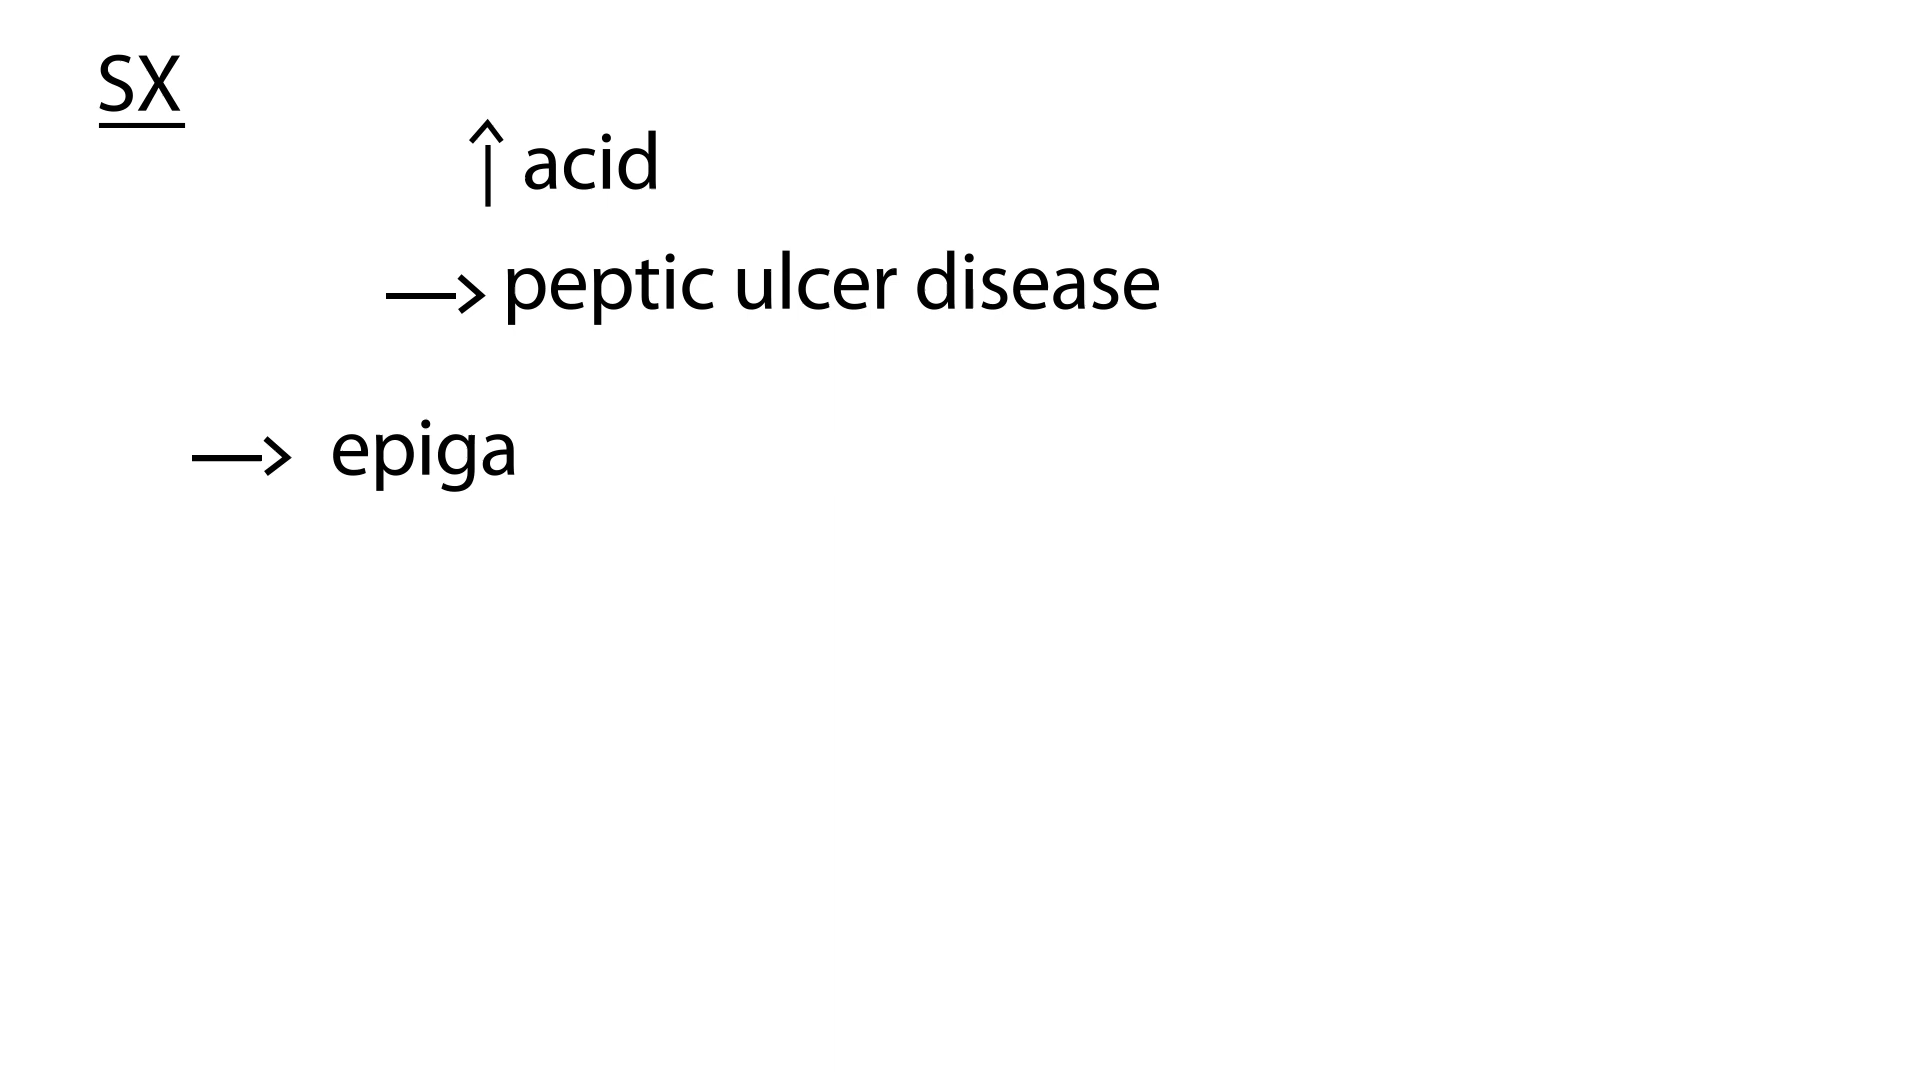 SX
↑ acid
→ peptic ulcer disease
→ epiga